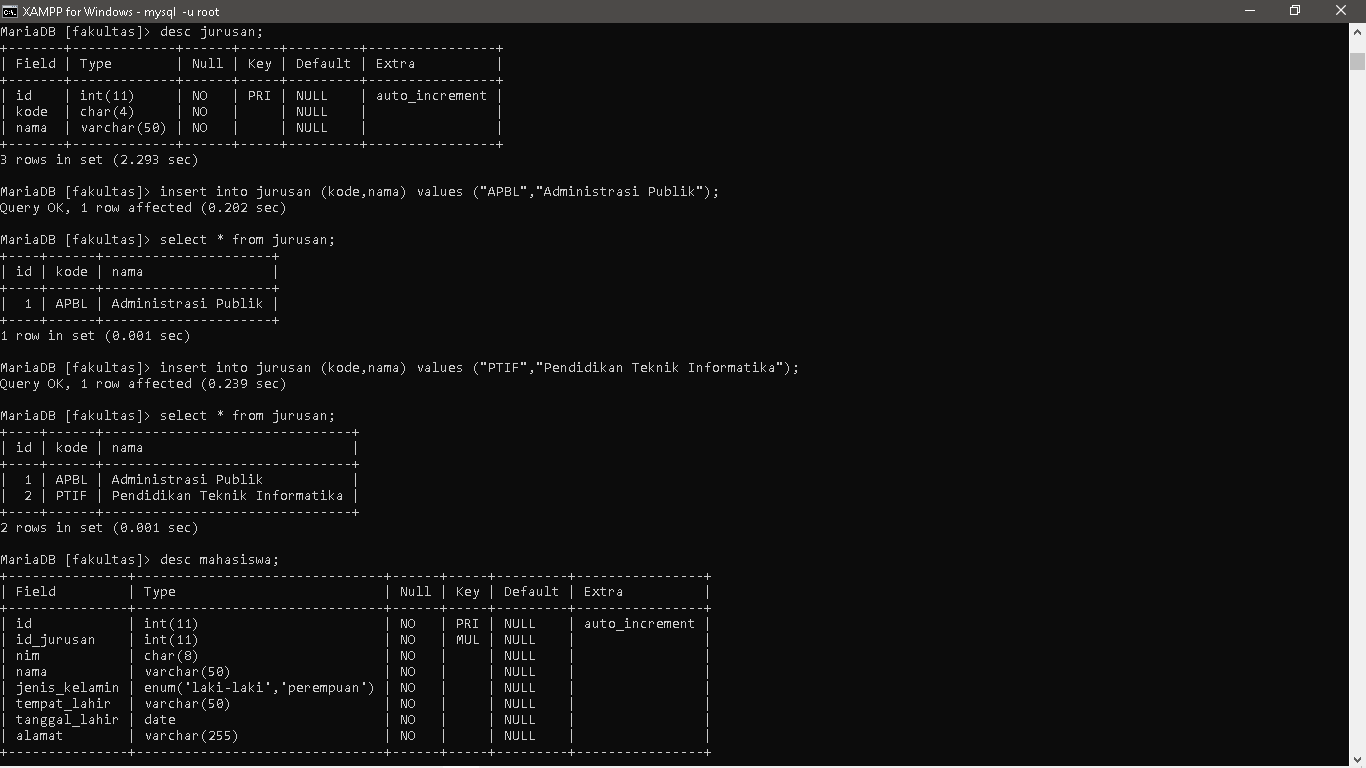 XAMPP for Windows - mysql -u root
MariaDB [fakultas]> desc jurusan;
+-------+-------------+------+-----+---------+----------------+
| Field | Type        | Null | Key | Default | Extra          |
+-------+-------------+------+-----+---------+----------------+
| id    | int(11)     | NO   | PRI | NULL    | auto_increment |
| kode  | char(4)     | NO   |     | NULL    |                |
| nama  | varchar(50) | NO   |     | NULL    |                |
+-------+-------------+------+-----+---------+----------------+
3 rows in set (2.293 sec)
MariaDB [fakultas]> insert into jurusan (kode,nama) values ("APBL","Administrasi Publik");
Query OK, 1 row affected (0.202 sec)
MariaDB [fakultas]> select * from jurusan;
+----+------+---------------------+
| id | kode | nama                |
+----+------+---------------------+
|  1 | APBL | Administrasi Publik |
+----+------+---------------------+
1 row in set (0.001 sec)
MariaDB [fakultas]> insert into jurusan (kode,nama) values ("PTIF","Pendidikan Teknik Informatika");
Query OK, 1 row affected (0.239 sec)
MariaDB [fakultas]> select * from jurusan;
+----+------+-------------------------------+
| id | kode | nama                          |
+----+------+-------------------------------+
|  1 | APBL | Administrasi Publik           |
|  2 | PTIF | Pendidikan Teknik Informatika |
+----+------+-------------------------------+
2 rows in set (0.001 sec)
MariaDB [fakultas]> desc mahasiswa;
+---------------+-------------------------------+------+-----+---------+----------------+
| Field         | Type                          | Null | Key | Default | Extra          |
+---------------+-------------------------------+------+-----+---------+----------------+
| id            | int(11)                       | NO   | PRI | NULL    | auto_increment |
| id_jurusan    | int(11)                       | NO   | MUL | NULL    |                |
| nim           | char(8)                       | NO   |     | NULL    |                |
| nama          | varchar(50)                   | NO   |     | NULL    |                |
| jenis_kelamin | enum('laki-laki','perempuan') | NO   |     | NULL    |                |
| tempat_lahir  | varchar(50)                   | NO   |     | NULL    |                |
| tanggal_lahir | date                          | NO   |     | NULL    |                |
| alamat        | varchar(255)                  | NO   |     | NULL    |                |
+---------------+-------------------------------+------+-----+---------+----------------+